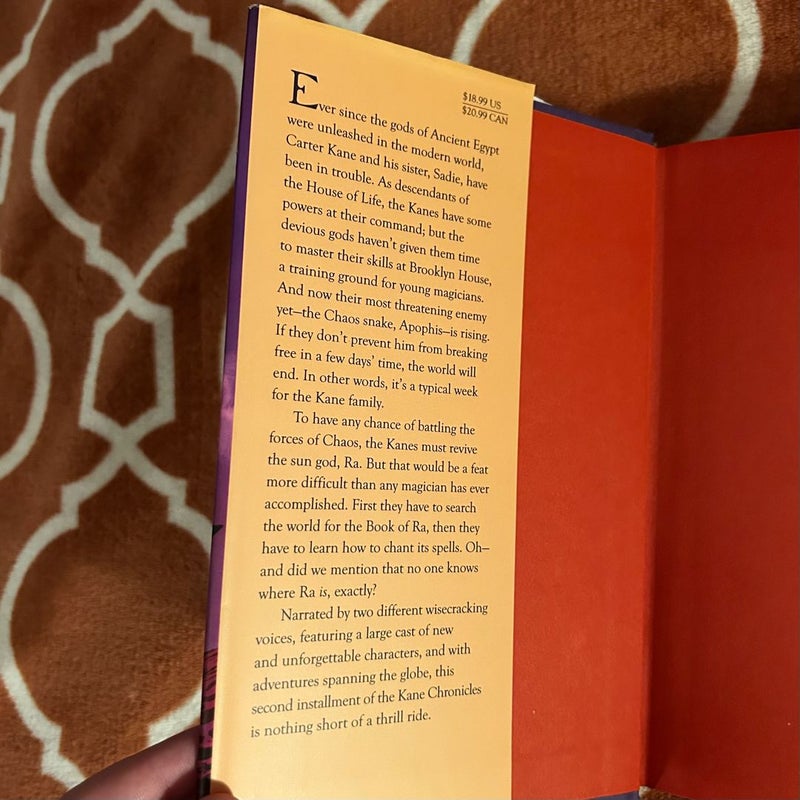 $18.99 US
$20.99 CAN
Ever since the gods of Ancient Egypt
were unleashed in the modern world,
Carter Kane and his sister, Sadie, have
been in trouble. As descendants of
the House of Life, the Kanes have some
powers at their command; but the
devious gods haven't given them time
to master their skills at Brooklyn House,
a training ground for young magicians.
And now their most threatening enemy
yet—the Chaos snake, Apophis—is rising.
If they don't prevent him from breaking
free in a few days' time, the world will
end. In other words, it's a typical week
for the Kane family.
To have any chance of battling the
forces of Chaos, the Kanes must revive
the sun god, Ra. But that would be a feat
more difficult than any magician has ever
accomplished. First they have to search
the world for the Book of Ra, then they
have to learn how to chant its spells. Oh—
and did we mention that no one knows
where Ra is, exactly?
Narrated by two different wisecracking
voices, featuring a large cast of new
and unforgettable characters, and with
adventures spanning the globe, this
second installment of the Kane Chronicles
is nothing short of a thrill ride.